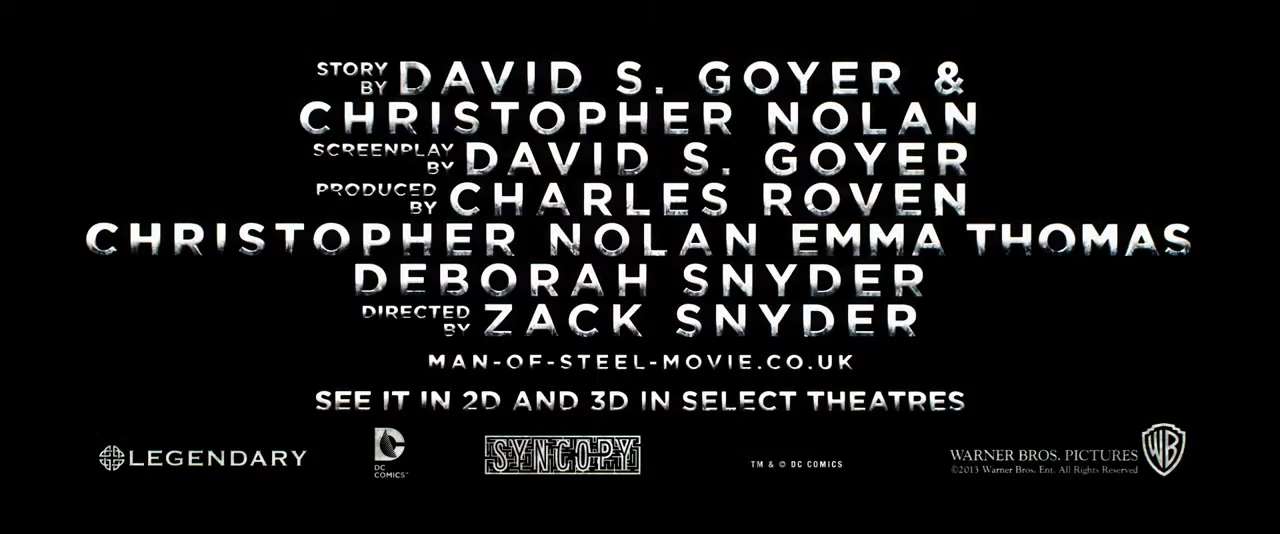 STORY BY DAVID S. GOYER &
CHRISTOPHER NOLAN
SCREENPLAY BY DAVID S. GOYER
PRODUCED BY CHARLES ROVEN
CHRISTOPHER NOLAN EMMA THOMAS
DEBORAH SNYDER
DIRECTED BY ZACK SNYDER
MAN-OF-STEEL-MOVIE.CO.UK
SEE IT IN 2D AND 3D IN SELECT THEATRES
LEGENDARY
DC COMICS™
SYNCOPY
TM & © DC COMICS
WARNER BROS. PICTURES
©2013 Warner Bros. Ent. All Rights Reserved
WB